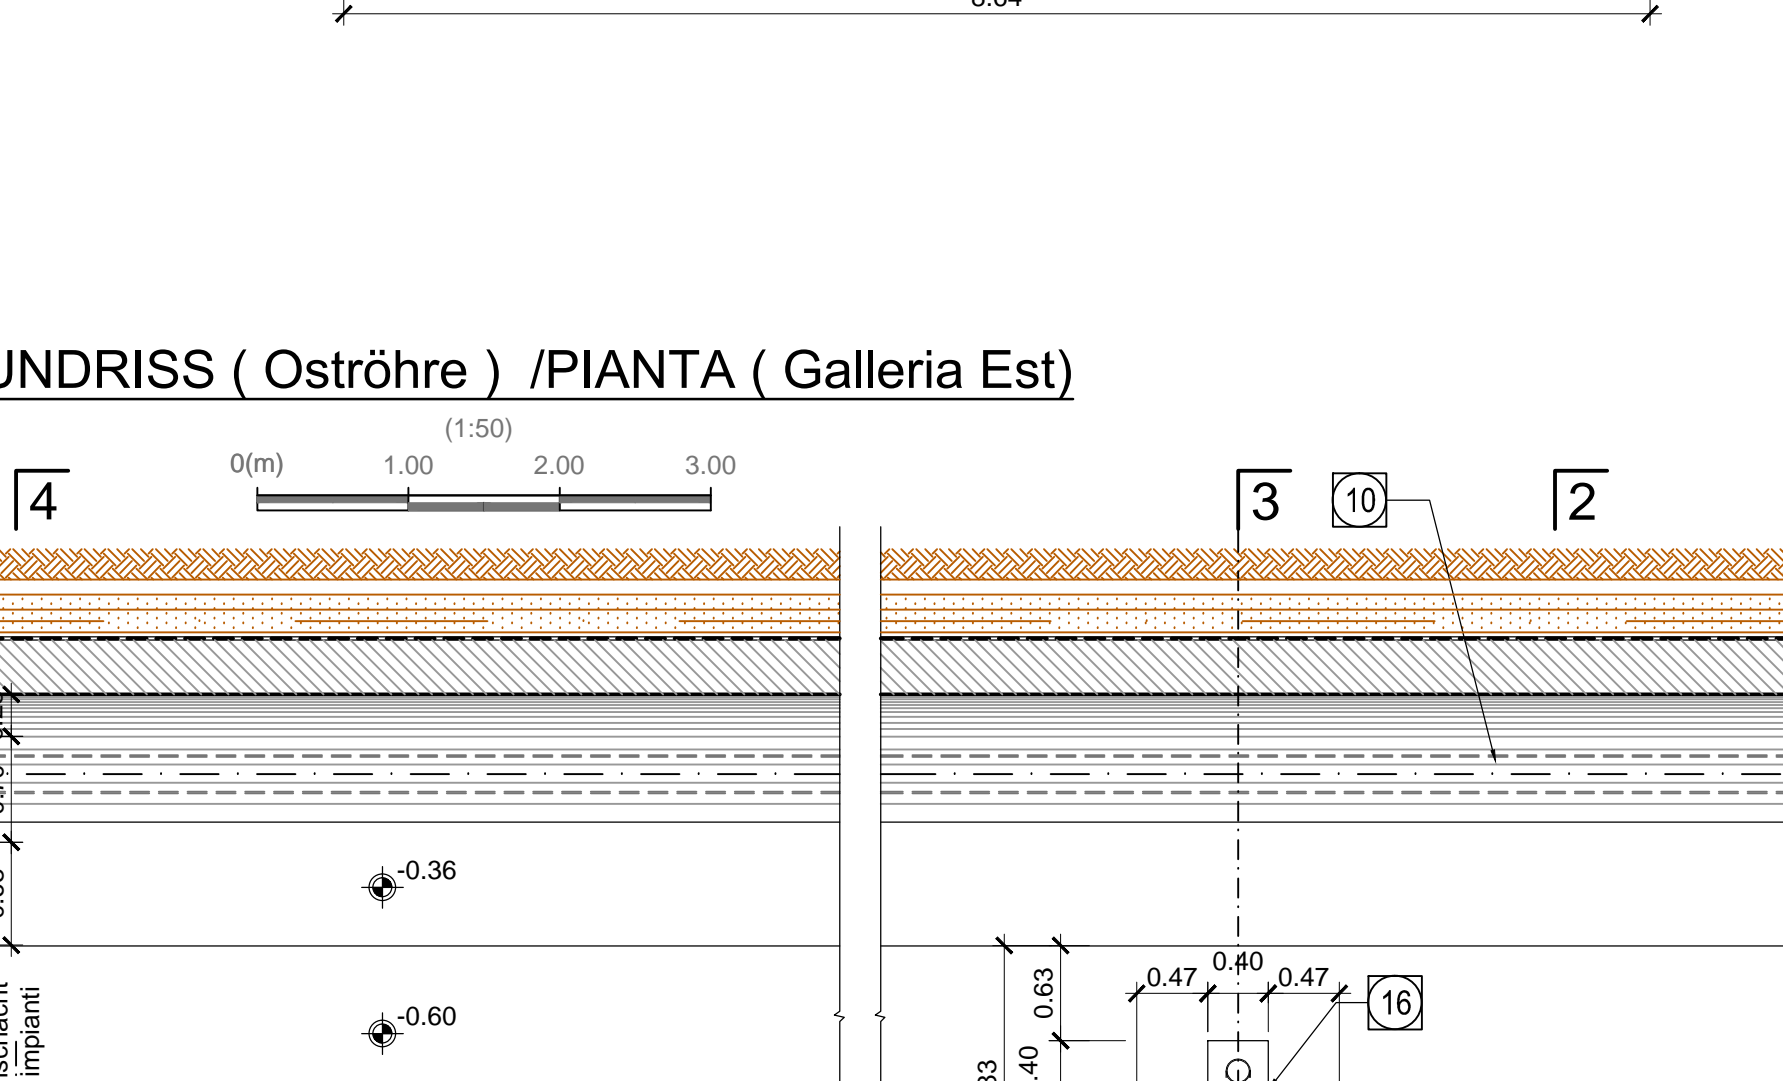 UNDRISS ( Oströhre ) /PIANTA ( Galleria Est)
(1:50)
0(m) 1.00 2.00 3.00
4 3 10 2
-0.36
0.47 0.40 0.47
0.63
16
-0.60
impianti